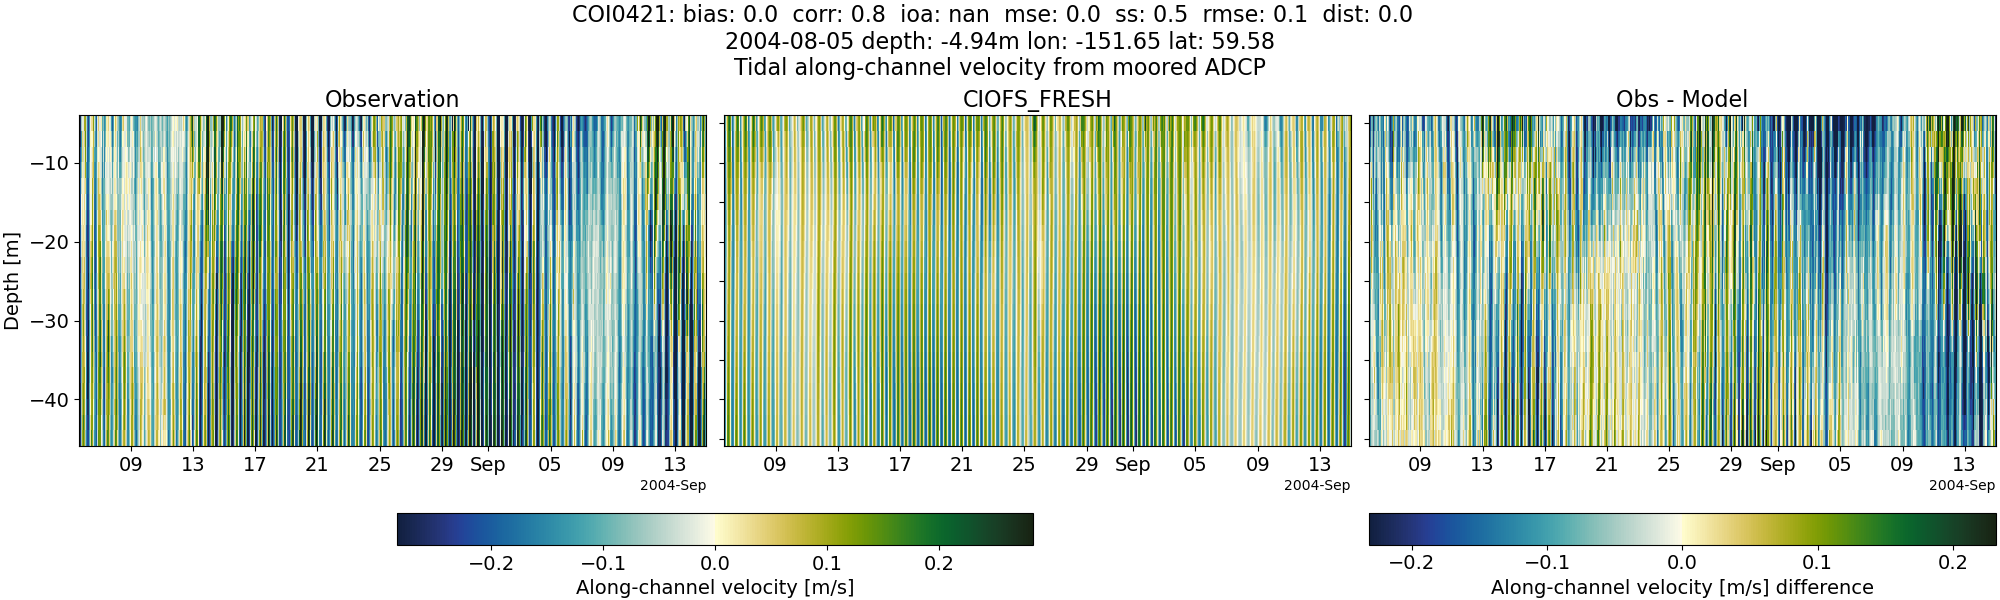 COI0421: bias: 0.0 corr: 0.8 ioa: nan mse: 0.0 ss: 0.5 rmse: 0.1 dist: 0.0
2004-08-05 depth: -4.94m lon: -151.65 lat: 59.58
Tidal along-channel velocity from moored ADCP
Observation
CIOFS_FRESH
Obs - Model
Depth [m]
−10
−20
−30
−40
09 13 17 21 25 29 Sep 05 09 13
2004-Sep
09 13 17 21 25 29 Sep 05 09 13
2004-Sep
09 13 17 21 25 29 Sep 05 09 13
2004-Sep
−0.2 −0.1 0.0 0.1 0.2
Along-channel velocity [m/s]
−0.2 −0.1 0.0 0.1 0.2
Along-channel velocity [m/s] difference